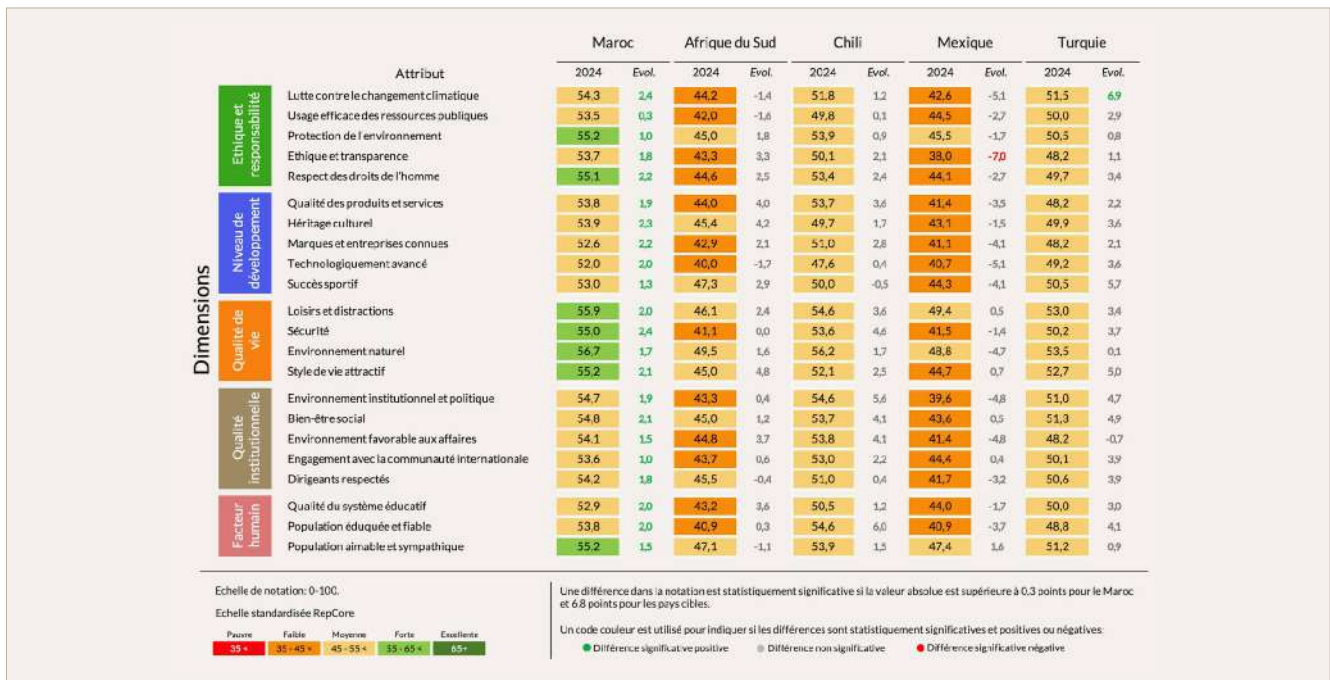 Maroc Afrique du Sud Chili Mexique Turquie
Attribut 2024 Evol. 2024 Evol. 2024 Evol. 2024 Evol. 2024 Evol.
Dimensions
Ethique et responsabilité
Lutte contre le changement climatique 54,3 2,4 44,2 -1,4 51,8 1,2 42,6 -5,1 51,5 6,9
Usage efficace des ressources publiques 53,5 0,3 42,0 -1,6 49,8 0,1 44,5 -2,7 50,0 2,9
Protection de l'environnement 55,2 1,0 45,0 1,8 53,9 0,9 45,5 -1,7 50,5 0,8
Ethique et transparence 53,7 1,8 43,3 3,3 50,1 2,1 38,0 -7,0 48,2 1,1
Respect des droits de l'homme 55,1 2,2 44,6 2,5 53,4 2,4 44,1 -2,7 49,7 3,4
Niveau de développement
Qualité des produits et services 53,8 1,9 44,0 4,0 53,7 3,6 41,4 -3,5 48,2 2,2
Héritage culturel 53,9 2,3 45,4 4,2 49,7 1,7 43,1 -1,5 49,9 3,6
Marques et entreprises connues 52,6 2,2 42,9 2,1 51,0 2,8 41,1 -4,1 48,2 2,1
Technologiquement avancé 52,0 2,0 40,0 -1,7 47,6 0,4 40,7 -5,1 49,2 3,6
Succès sportif 53,0 1,3 47,3 2,9 50,0 -0,5 44,3 -4,1 50,5 5,7
Qualité de vie
Loisirs et distractions 55,9 2,0 46,1 2,4 54,6 3,6 49,4 0,5 53,0 3,4
Sécurité 55,0 2,4 41,1 0,0 53,6 4,6 41,5 -1,4 50,2 3,7
Environnement naturel 56,7 1,7 49,5 1,6 56,2 1,7 48,8 -4,7 53,5 0,1
Style de vie attractif 55,2 2,1 45,0 4,8 52,1 2,5 44,7 0,7 52,7 5,0
Qualité institutionnelle
Environnement institutionnel et politique 54,7 1,9 43,3 0,4 54,6 5,6 39,6 -4,8 51,0 4,7
Bien-être social 54,8 2,1 45,0 1,2 53,7 4,1 43,6 0,5 51,3 4,9
Environnement favorable aux affaires 54,1 1,5 44,8 3,7 53,8 4,1 41,4 -4,8 48,2 -0,7
Engagement avec la communauté internationale 53,6 1,0 43,7 0,6 53,0 2,2 44,4 0,4 50,1 3,9
Dirigeants respectés 54,2 1,8 45,5 -0,4 51,0 0,4 41,7 -3,2 50,6 3,9
Facteur humain
Qualité du système éducatif 52,9 2,0 43,2 3,6 50,5 1,2 44,0 -1,7 50,0 3,0
Population éduquée et fiable 53,8 2,0 40,9 0,3 54,6 6,0 40,9 -3,7 48,8 4,1
Population aimable et sympathique 55,2 1,5 47,1 -1,1 53,9 1,5 47,4 1,6 51,2 0,9
Echelle de notation: 0-100.
Echelle standardisée RepCore
Pauvre Faible Moyenne Forte Excellente
35 < 35 - 45 < 45 - 55 < 55 - 65 < 65+
Une différence dans la notation est statistiquement significative si la valeur absolue est supérieure à 0.3 points pour le Maroc
et 6.8 points pour les pays cibles.
Un code couleur est utilisé pour indiquer si les différences sont statistiquement significatives et positives ou négatives
Différence significative positive Différence non significative Différence significative négative